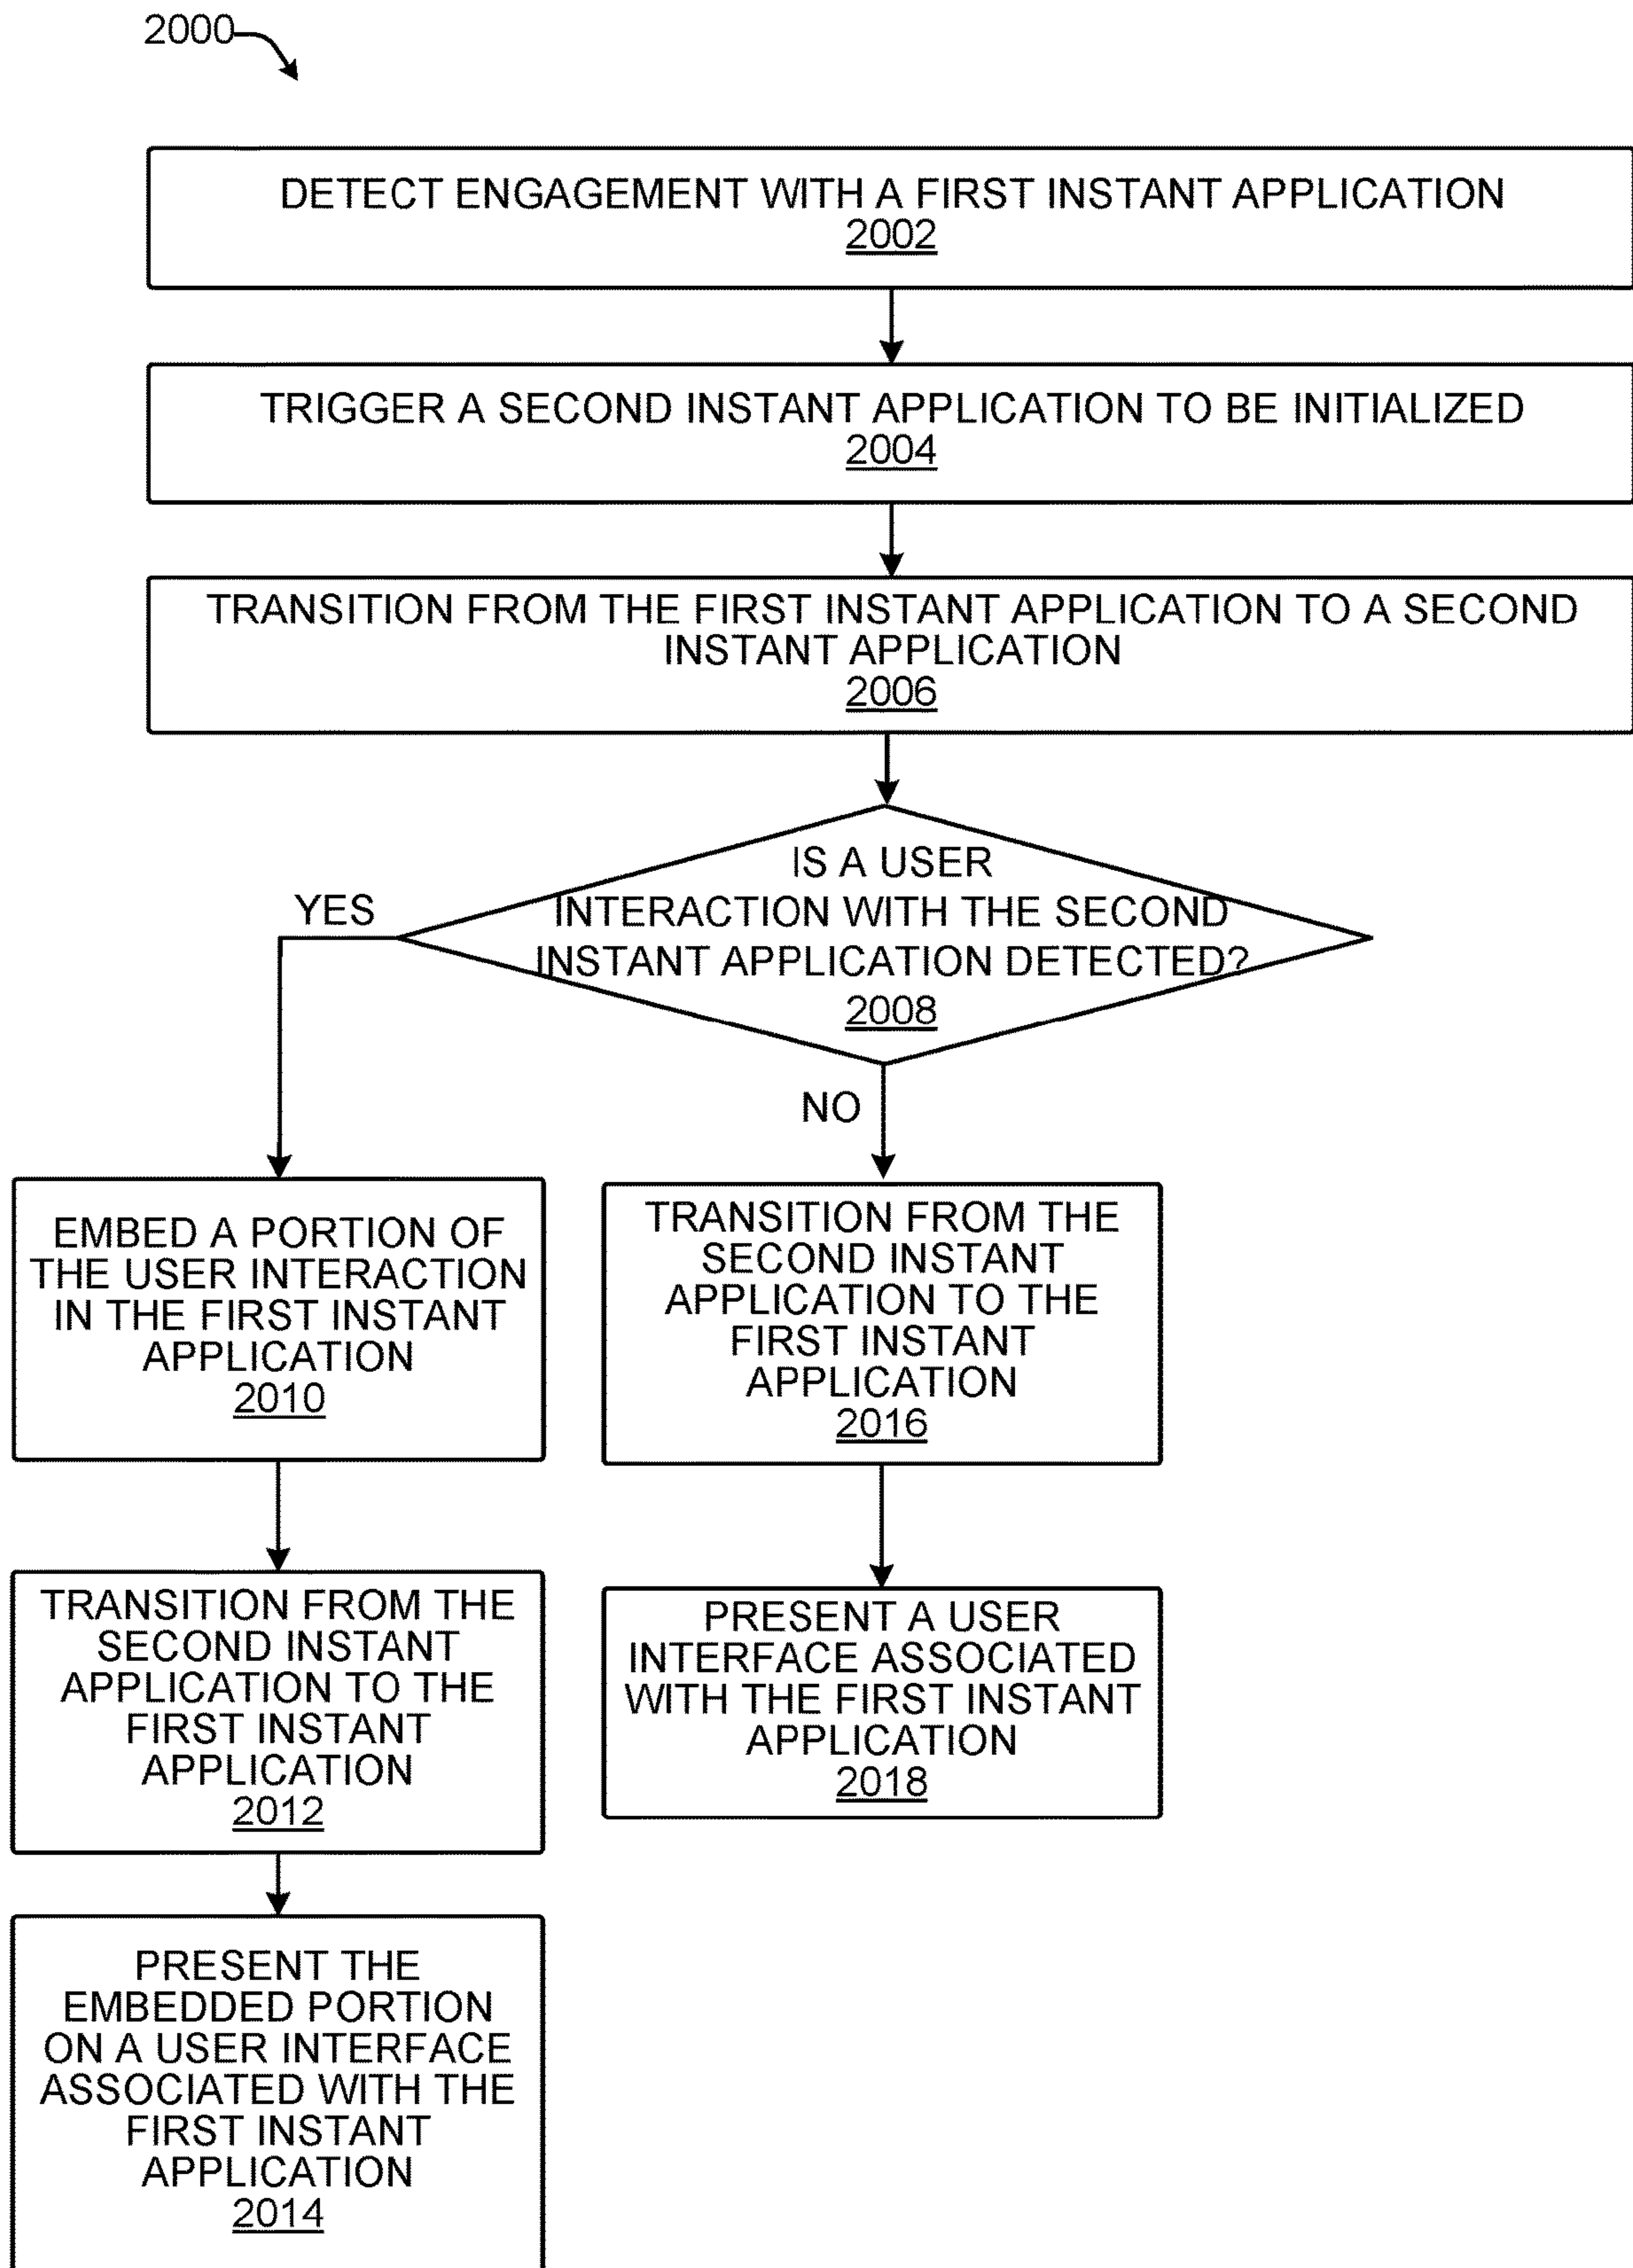 2000
DETECT ENGAGEMENT WITH A FIRST INSTANT APPLICATION
2002
TRIGGER A SECOND INSTANT APPLICATION TO BE INITIALIZED
2004
TRANSITION FROM THE FIRST INSTANT APPLICATION TO A SECOND
INSTANT APPLICATION
2006
IS A USER
INTERACTION WITH THE SECOND
INSTANT APPLICATION DETECTED?
2008
YES
NO
EMBED A PORTION OF
THE USER INTERACTION
IN THE FIRST INSTANT
APPLICATION
2010
TRANSITION FROM THE
SECOND INSTANT
APPLICATION TO THE
FIRST INSTANT
APPLICATION
2012
PRESENT THE
EMBEDDED PORTION
ON A USER INTERFACE
ASSOCIATED WITH THE
FIRST INSTANT
APPLICATION
2014
TRANSITION FROM THE
SECOND INSTANT
APPLICATION TO THE
FIRST INSTANT
APPLICATION
2016
PRESENT A USER
INTERFACE ASSOCIATED
WITH THE FIRST INSTANT
APPLICATION
2018